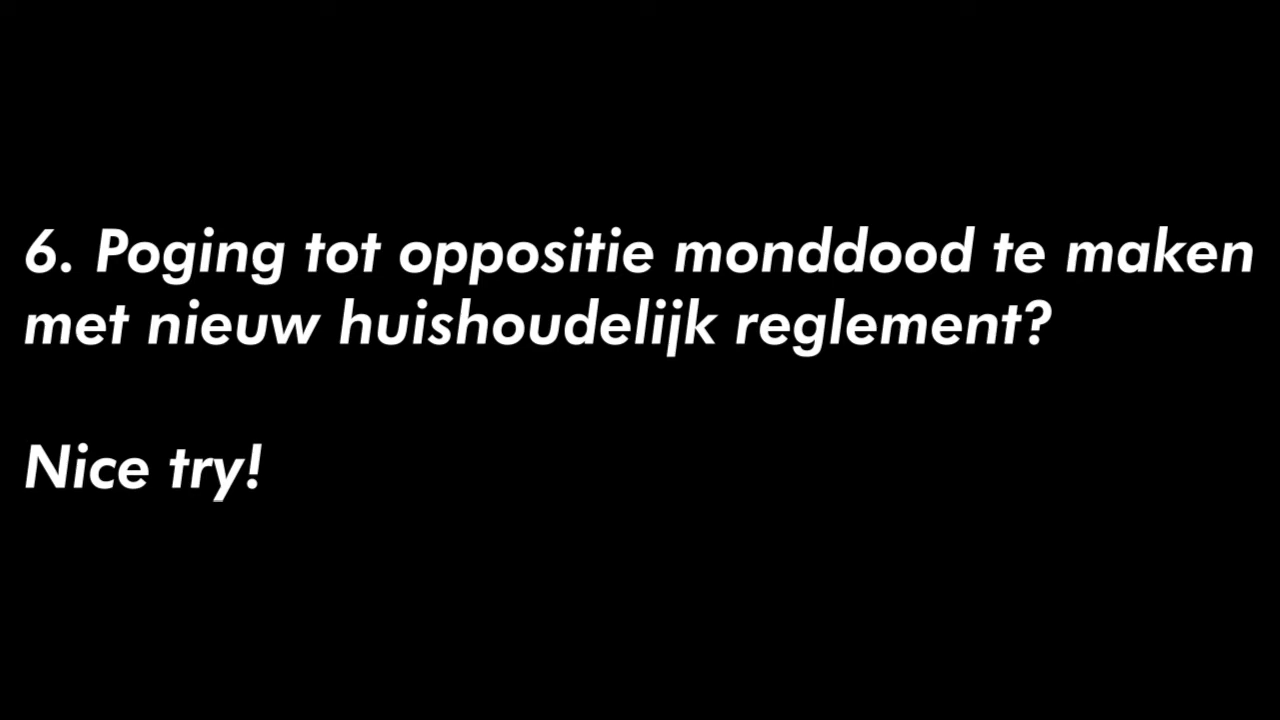 6. Poging tot oppositie monddood te maken
met nieuw huishoudelijk reglement?
Nice try!